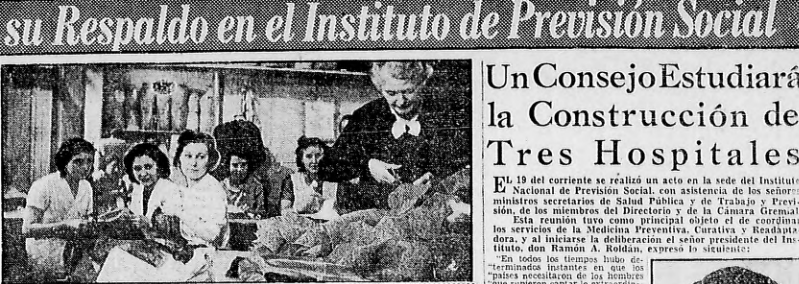 su Respaldo en el Instituto de Previsión Social
Un Consejo Estudiará
la Construcción de
Tres Hospitales
EL 19 del corriente se realizó un acto en la sede del Instituto
Nacional de Previsión Social, con asistencia de los señores
ministros secretarios de Salud Pública y de Trabajo y Previ-
sión, de los miembros del Directorio y de la Cámara Gremial
Esta reunión tuvo como principal objeto el de coordinar
los servicios de la Medicina Preventiva, Curativa y Readapta-
dora, y al iniciarse la deliberación el señor presidente del Ins-
tituto, don Ramón A. Roldán, expresó lo siguiente:
"En todos los tiempos hubo de-
"terminados instantes en que los
"países necesitaron de los hombres
"que supieron captar lo